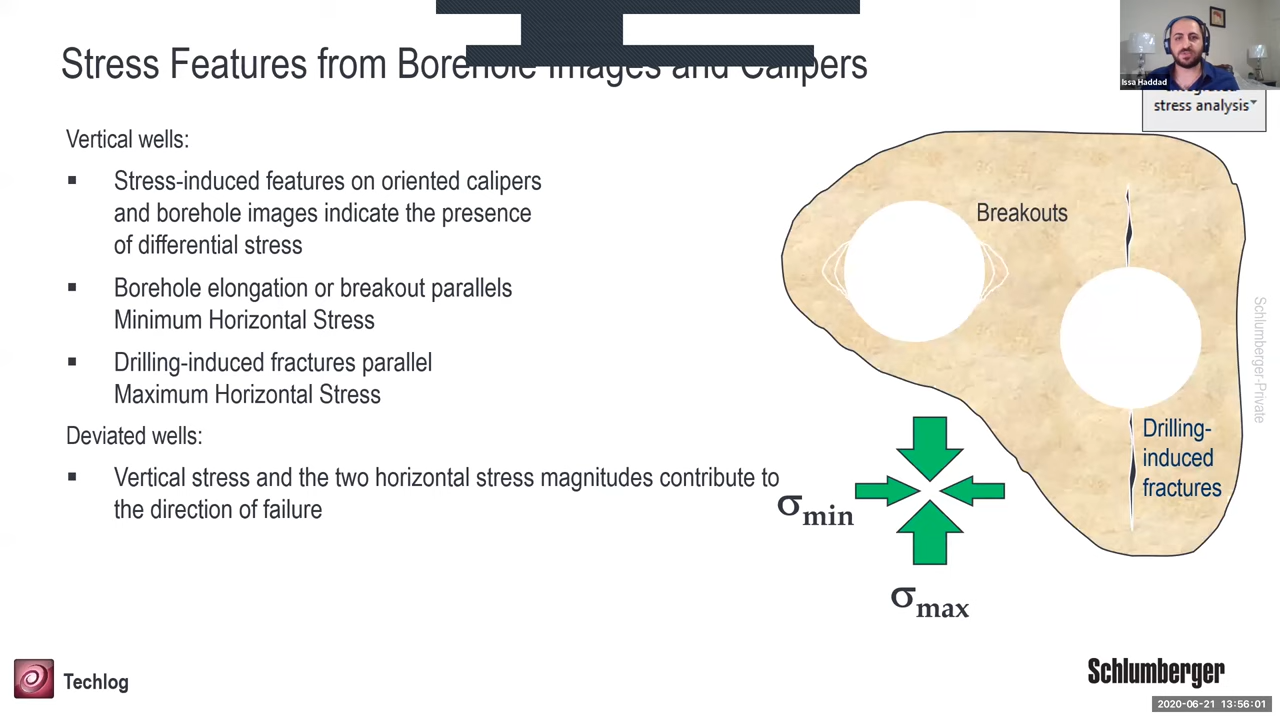 Stress Features from Borehole Images and Calipers
Issa Haddad
stress analysis
Vertical wells:
▪ Stress-induced features on oriented calipers
and borehole images indicate the presence
of differential stress
▪ Borehole elongation or breakout parallels
Minimum Horizontal Stress
▪ Drilling-induced fractures parallel
Maximum Horizontal Stress
Deviated wells:
▪ Vertical stress and the two horizontal stress magnitudes contribute to
the direction of failure
Breakouts
Drilling-
induced
fractures
σmin
σmax
Schlumberger-Private
Techlog
Schlumberger
2020-06-21 13:56:01